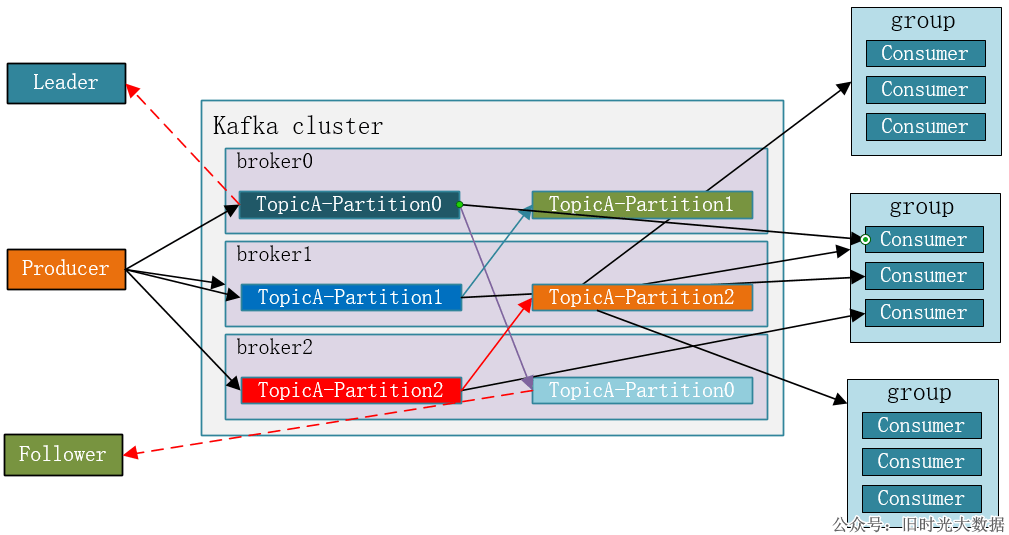 Leader
Producer
Follower
Kafka cluster
broker0
TopicA-Partition0
TopicA-Partition1
broker1
TopicA-Partition1
TopicA-Partition2
broker2
TopicA-Partition2
TopicA-Partition0
group
Consumer
Consumer
Consumer
group
Consumer
Consumer
Consumer
group
Consumer
Consumer
Consumer
公众号：旧时光大数据